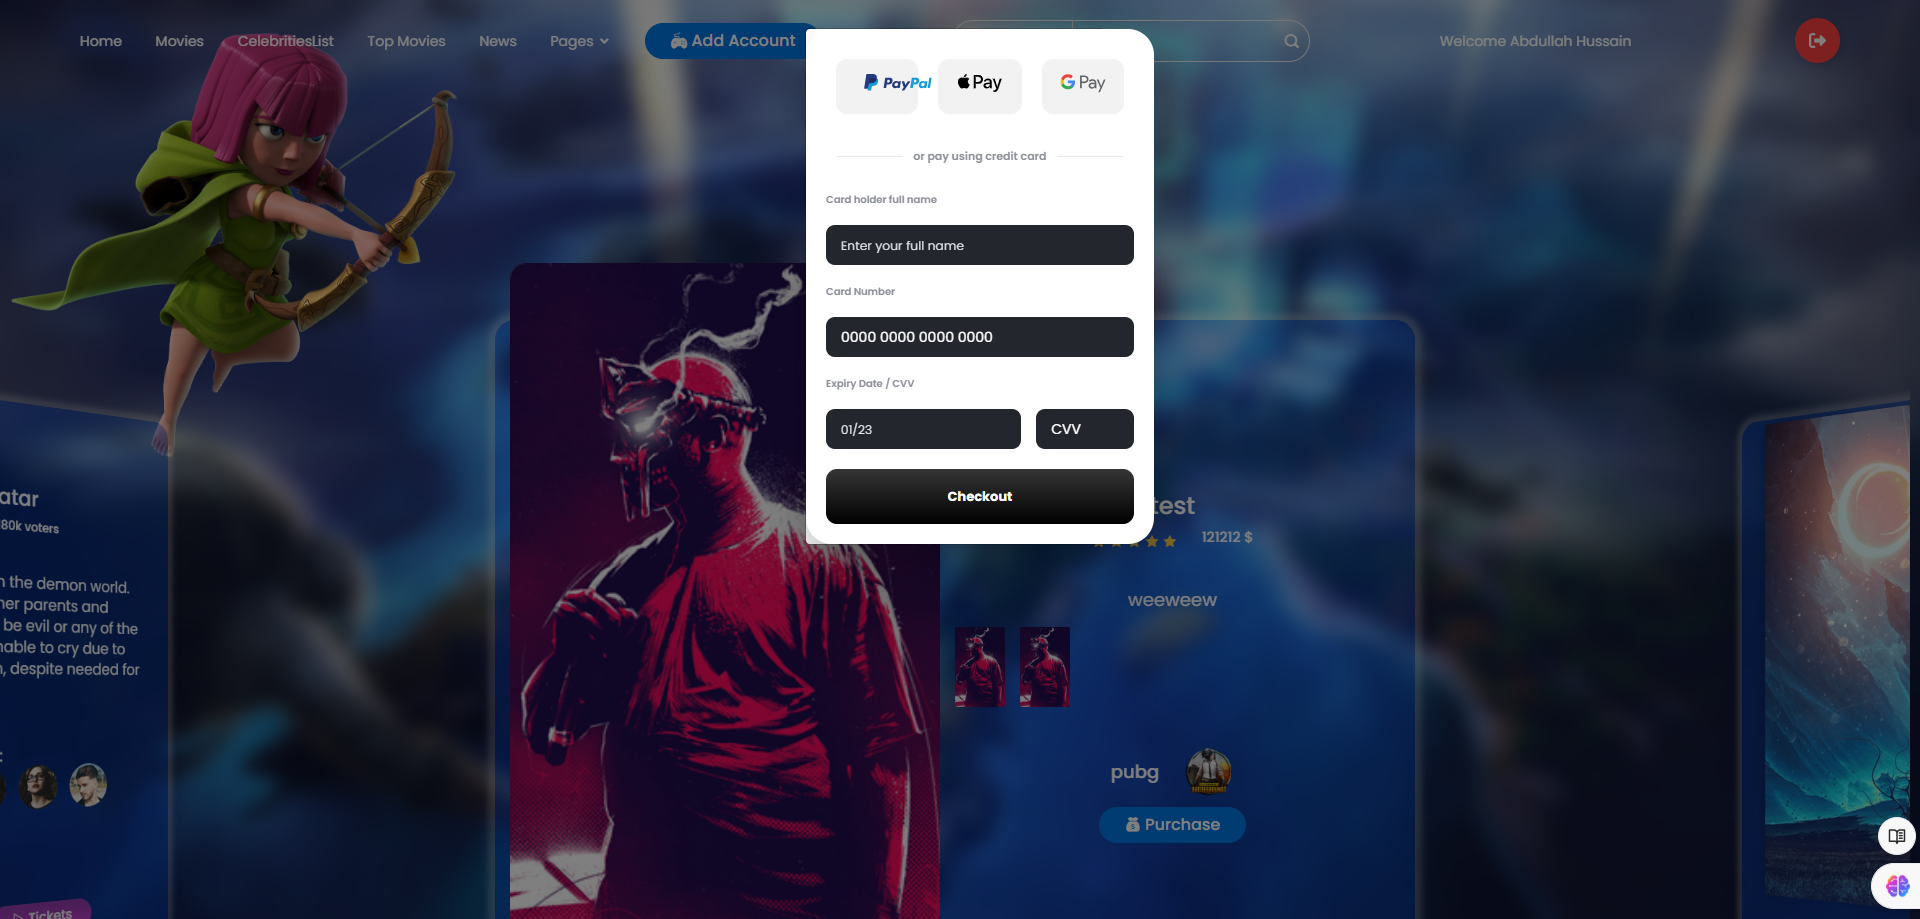 Home
Movies
CelebritiesList
Top Movies
News
Pages
Add Account
Welcome Abdullah Hussain
PayPal
Pay
G Pay
or pay using credit card
Card holder full name
Enter your full name
Card Number
0000 0000 0000 0000
Expiry Date / CVV
01/23
CVV
Checkout
atar
180k voters
n the demon world.
her parents and
be evil or any of the
nable to cry due to
, despite needed for
:
Tickets
test
121212 $
weeweew
pubg
Purchase